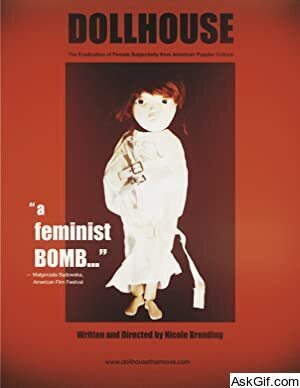 DOLLHOUSE
The Eradication of Female Subjectivity from American Popular Culture
"a
feminist
BOMB..."
— Malgorzata Sadowska,
American Film Festival
Written and Directed by Nicole Brending
www.dollhousethemovie.com
AskGif.com